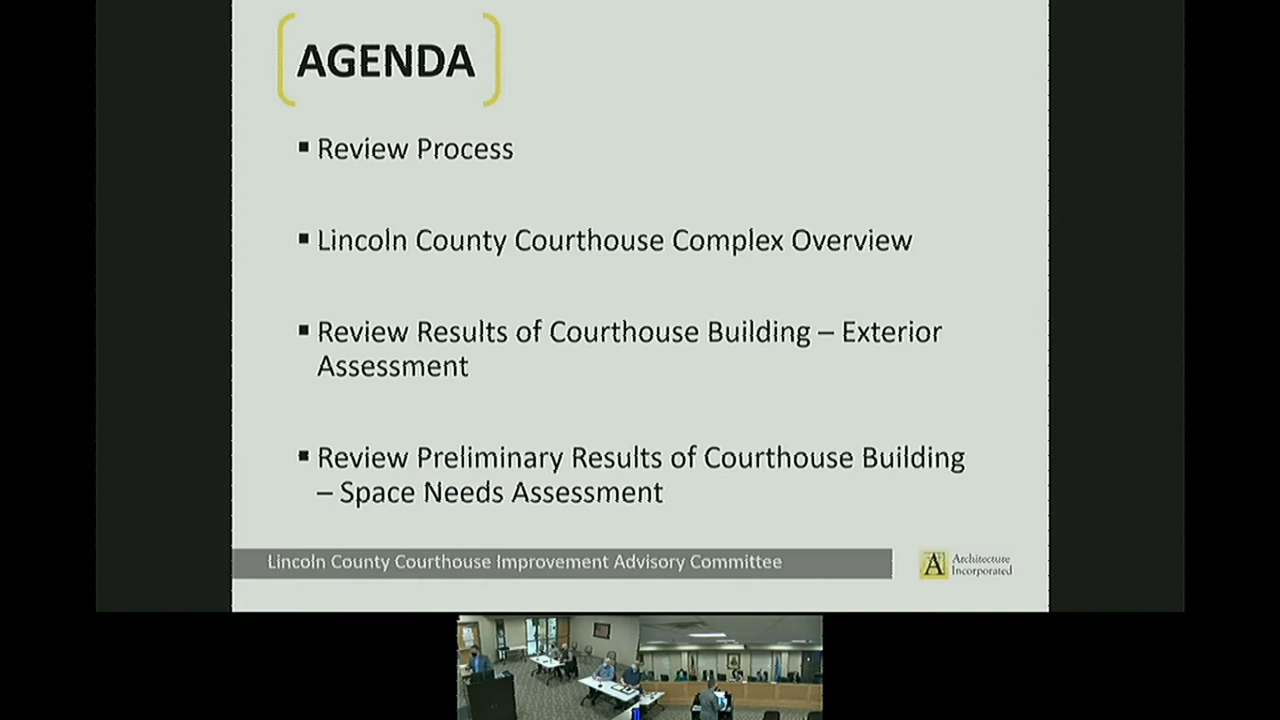 AGENDA
▪ Review Process
▪ Lincoln County Courthouse Complex Overview
▪ Review Results of Courthouse Building – Exterior
Assessment
▪ Review Preliminary Results of Courthouse Building
– Space Needs Assessment
Lincoln County Courthouse Improvement Advisory Committee
A
Architecture
Incorporated